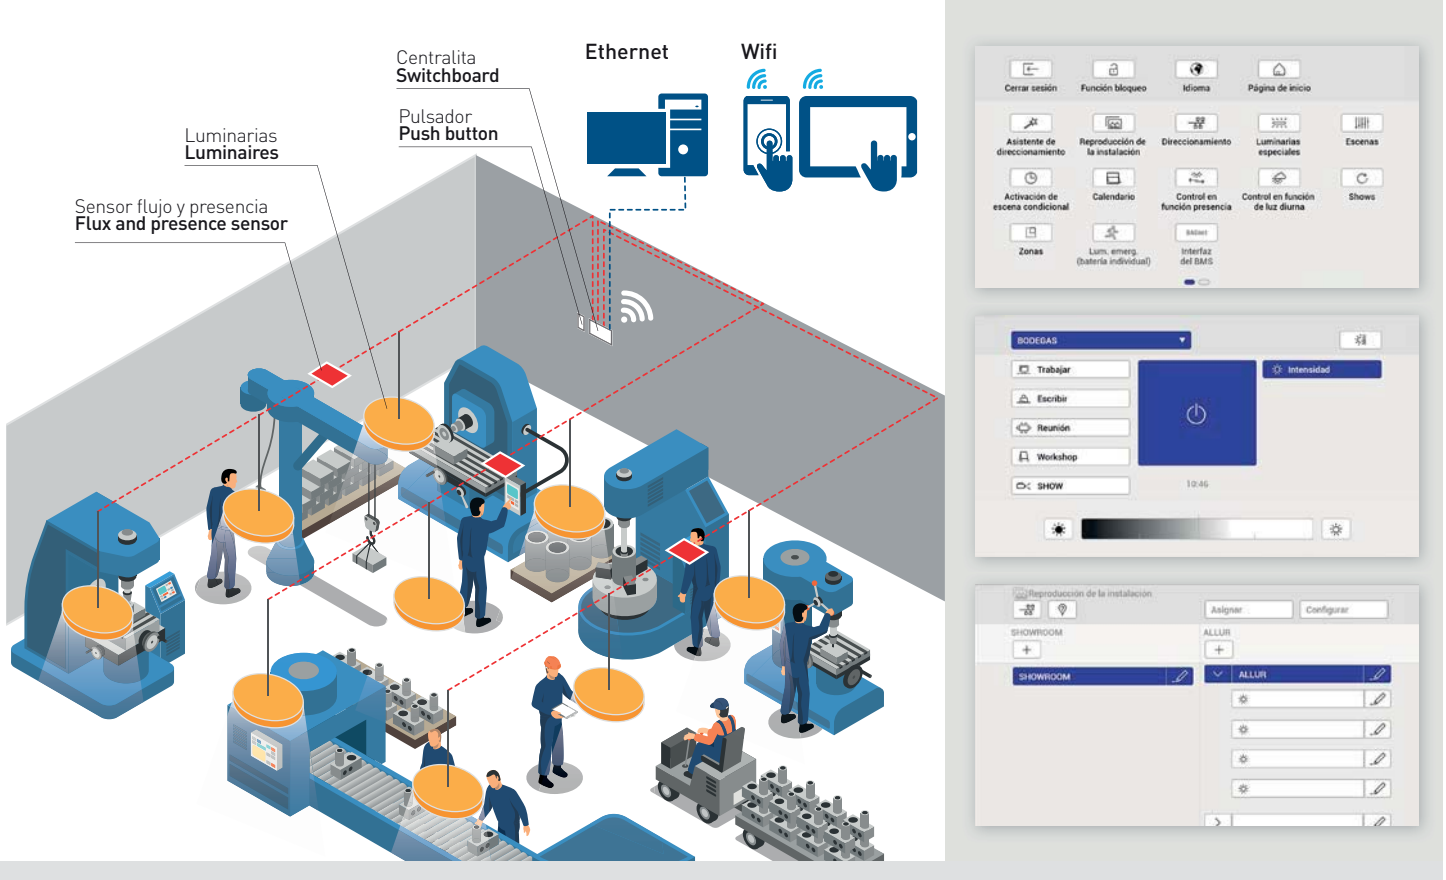 Ethernet
Wifi
Centralita
Switchboard
Pulsador
Push button
Luminarias
Luminaires
Sensor flujo y presencia
Flux and presence sensor
Cerrar sesión
Función bloqueo
Idioma
Página de inicio
Asistente de
direccionamiento
Reproducción de
la instalación
Direccionamiento
Luminarias
especiales
Escenas
Activación de
escena condicional
Calendario
Control en
función presencia
Control en función
de luz diurna
Shows
Zonas
Lum. emerg.
(batería individual)
BACnet
Interfaz
del BMS
BODEGAS
Trabajar
Escribir
Reunión
Workshop
SHOW
Intensidad
10:46
Reproducción de la instalación
Asignar
Configurar
SHOWROOM
ALLUR
SHOWROOM
ALLUR